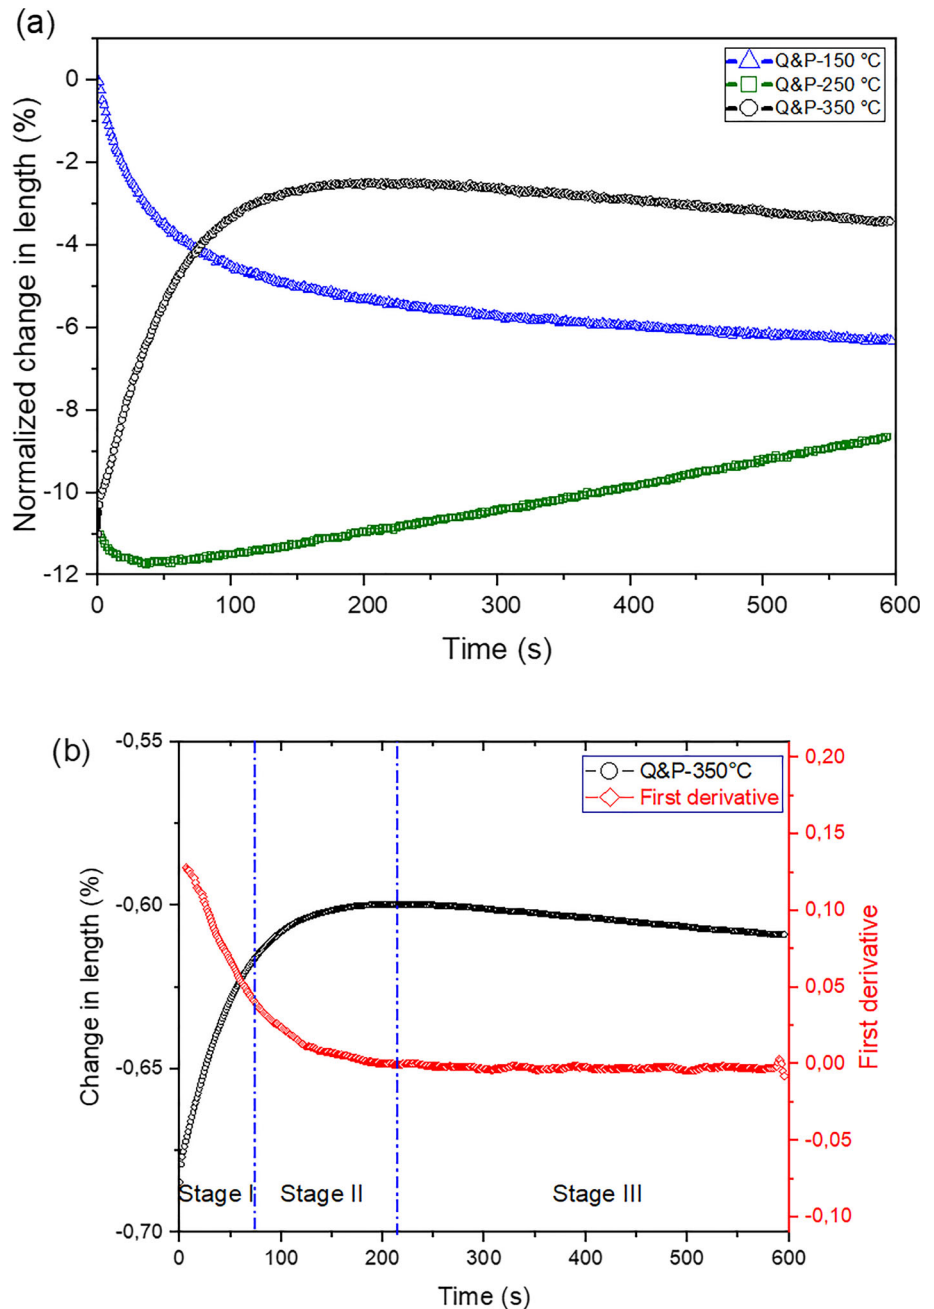 (a)
Normalized change in length (%)
0
-2
-4
-6
-8
-10
-12
Q&P-150 °C
Q&P-250 °C
Q&P-350 °C
0 100 200 300 400 500 600
Time (s)
(b)
Change in length (%)
-0,55
-0,60
-0,65
-0,70
Q&P-350°C
First derivative
0,20
0,15
0,10
0,05
0,00
-0,05
-0,10
First derivative
Stage I Stage II Stage III
0 100 200 300 400 500 600
Time (s)